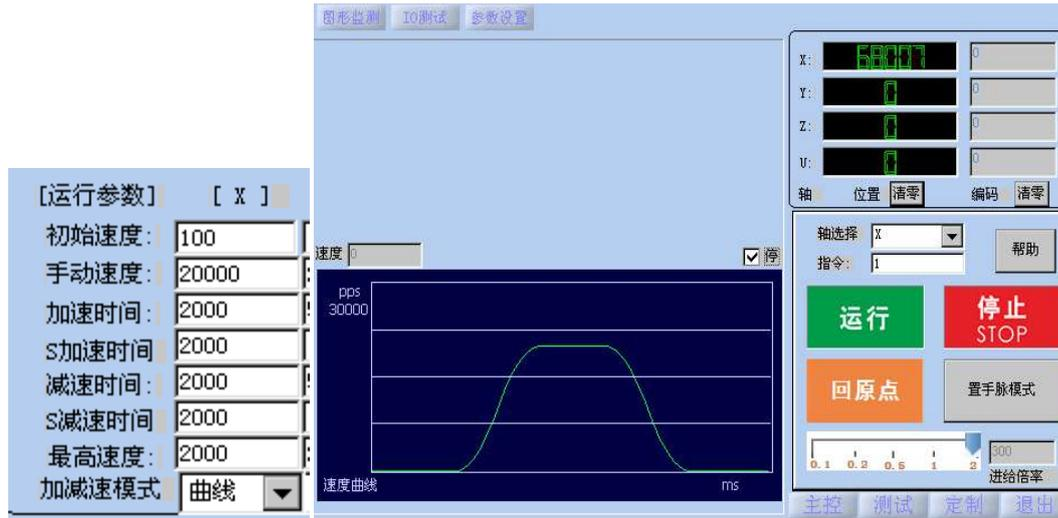 [运行参数] [ X ]
初始速度: 100
手动速度: 20000
加速时间: 2000
S加速时间 2000
减速时间: 2000
S减速时间 2000
最高速度: 2000
加减速模式 曲线
图形监测 IO测试 参数设置
速度 0 停
pps
30000
速度曲线 ms
X: 68007 0
Y: 0 0
Z: 0 0
U: 0 0
轴 位置 清零 编码 清零
轴选择 X
指令: 1
帮助
运行
停止
STOP
回原点
置手脉模式
0.1 0.2 0.5 1 2
300
进给倍率
主控 测试 定制 退出